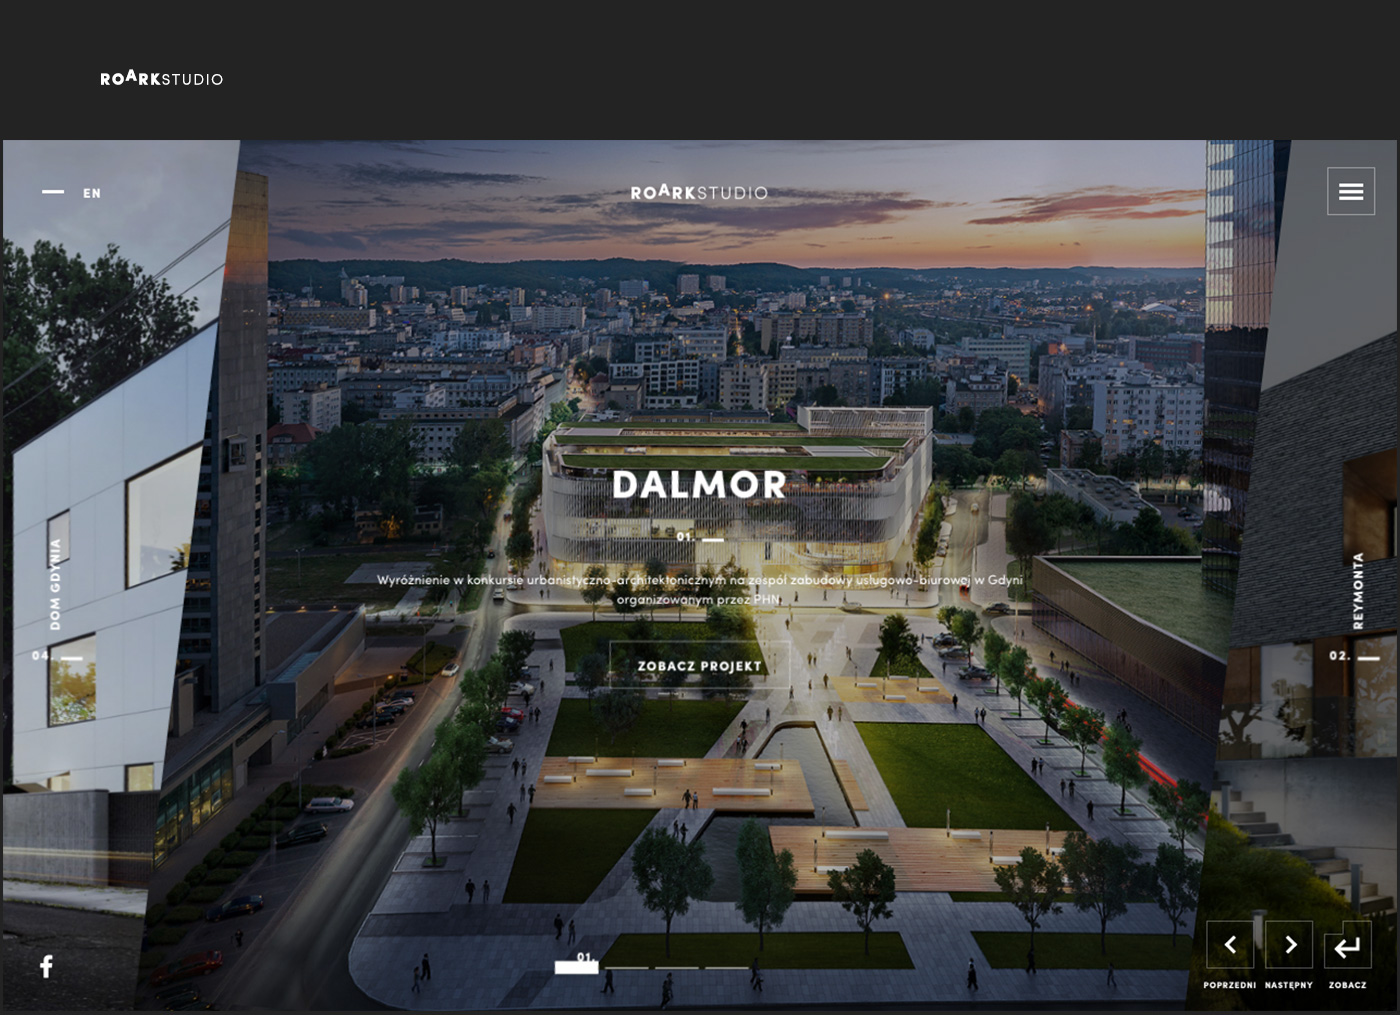 ROARKSTUDIO
EN
ROARKSTUDIO
DALMOR
01.
Wyróżnienie w konkursie urbanistyczno-architektonicznym na zespół zabudowy usługowo-biurowej w Gdyni
organizowanym przez PHN.
ZOBACZ PROJEKT
DOM GDYNIA
04.
REYMONTA
02.
01.
POPRZEDNI
NASTĘPNY
ZOBACZ